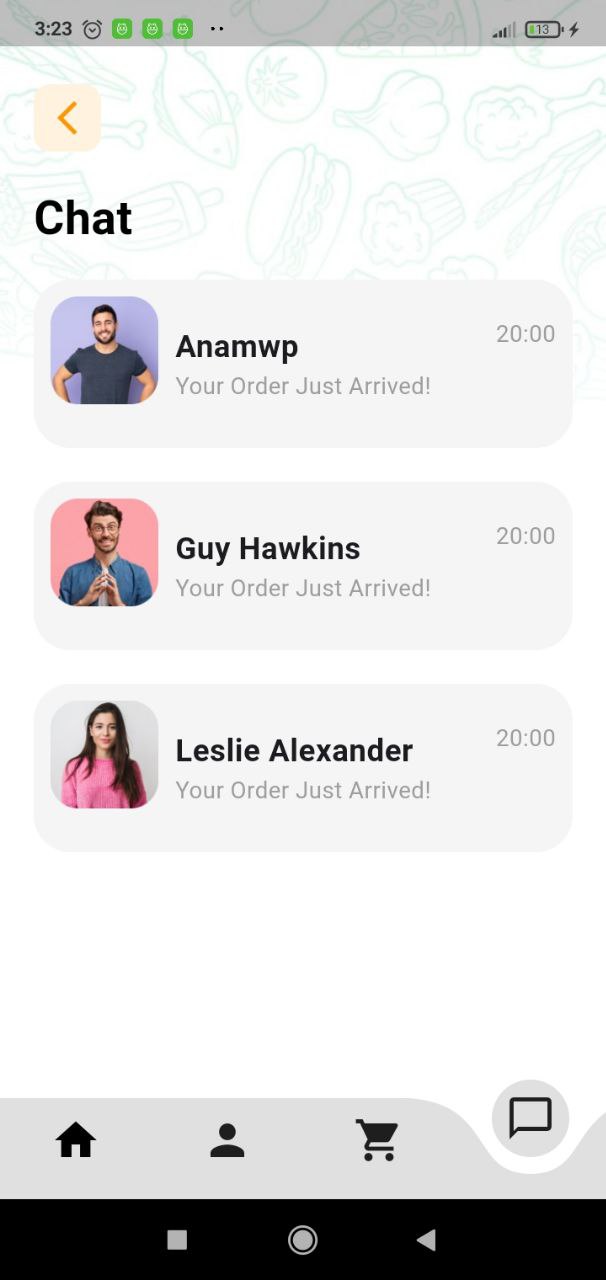 3:23
13
Chat
Anamwp
20:00
Your Order Just Arrived!
Guy Hawkins
20:00
Your Order Just Arrived!
Leslie Alexander
20:00
Your Order Just Arrived!